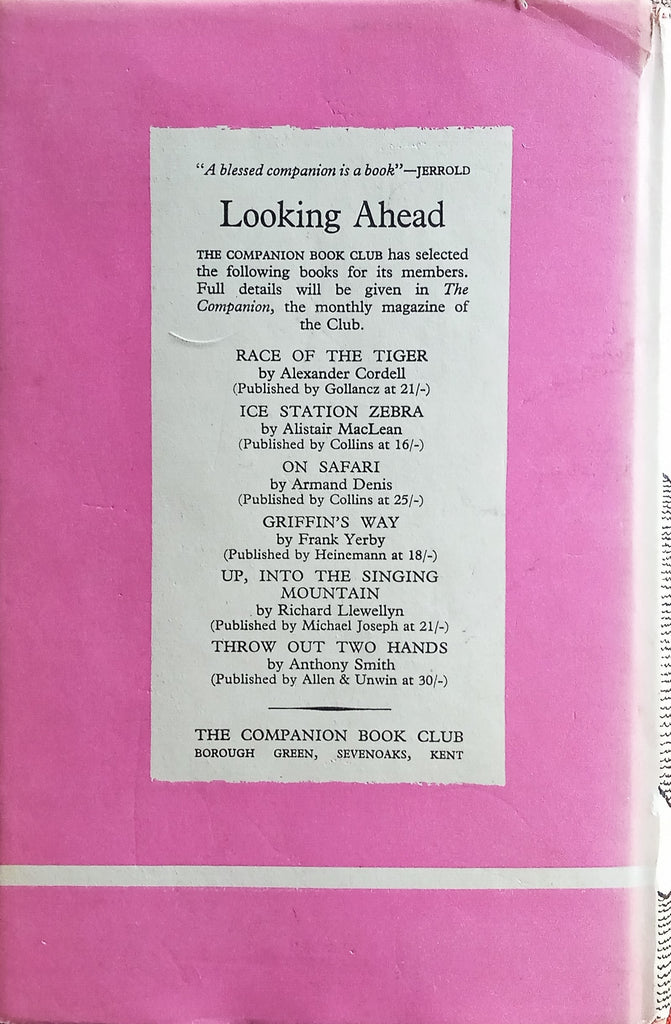 “A blessed companion is a book”—JERROLD
Looking Ahead
THE COMPANION BOOK CLUB has selected
the following books for its members.
Full details will be given in The
Companion, the monthly magazine of
the Club.
RACE OF THE TIGER
by Alexander Cordell
(Published by Gollancz at 21/-)
ICE STATION ZEBRA
by Alistair MacLean
(Published by Collins at 16/-)
ON SAFARI
by Armand Denis
(Published by Collins at 25/-)
GRIFFIN'S WAY
by Frank Yerby
(Published by Heinemann at 18/-)
UP, INTO THE SINGING
MOUNTAIN
by Richard Llewellyn
(Published by Michael Joseph at 21/-)
THROW OUT TWO HANDS
by Anthony Smith
(Published by Allen & Unwin at 30/-)
THE COMPANION BOOK CLUB
BOROUGH GREEN, SEVENOAKS, KENT